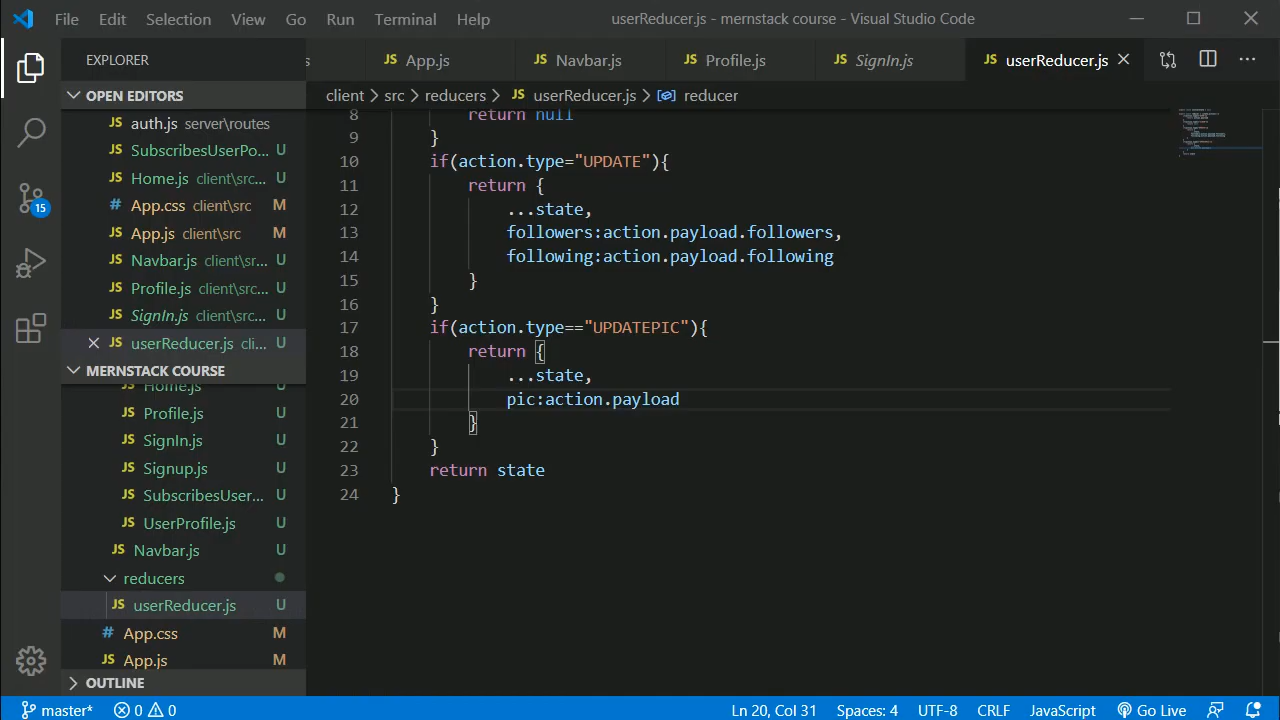 File Edit Selection View Go Run Terminal Help
userReducer.js - mernstack course - Visual Studio Code
EXPLORER
s
JS App.js
JS Navbar.js
JS Profile.js
JS SignIn.js
JS userReducer.js
OPEN EDITORS
JS auth.js server\routes
JS SubscribesUserPo... U
JS Home.js client\src... U
# App.css client\src M
JS App.js client\src M
JS Navbar.js client\sr... U
JS Profile.js client\src... U
JS SignIn.js client\src... U
JS userReducer.js cli... U
MERNSTACK COURSE
JS Home.js U
JS Profile.js U
JS SignIn.js U
JS Signup.js U
JS SubscribesUser... U
JS UserProfile.js U
JS Navbar.js U
reducers
JS userReducer.js U
# App.css M
JS App.js M
OUTLINE
15
client > src > reducers > JS userReducer.js > reducer
8 return null
9 }
10 if(action.type="UPDATE"){
11 return {
12 ...state,
13 followers:action.payload.followers,
14 following:action.payload.following
15 }
16 }
17 if(action.type=="UPDATEPIC"){
18 return {
19 ...state,
20 pic:action.payload
21 }
22 }
23 return state
24 }
master* 0 0 Ln 20, Col 31 Spaces: 4 UTF-8 CRLF JavaScript Go Live